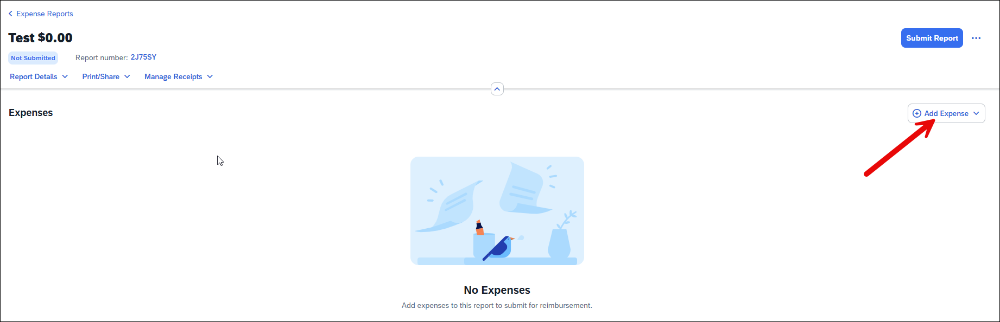 Expense Reports
Test $0.00
Submit Report
Not Submitted
Report number: 2J75SY
Report Details
Print/Share
Manage Receipts
Expenses
Add Expense
No Expenses
Add expenses to this report to submit for reimbursement.